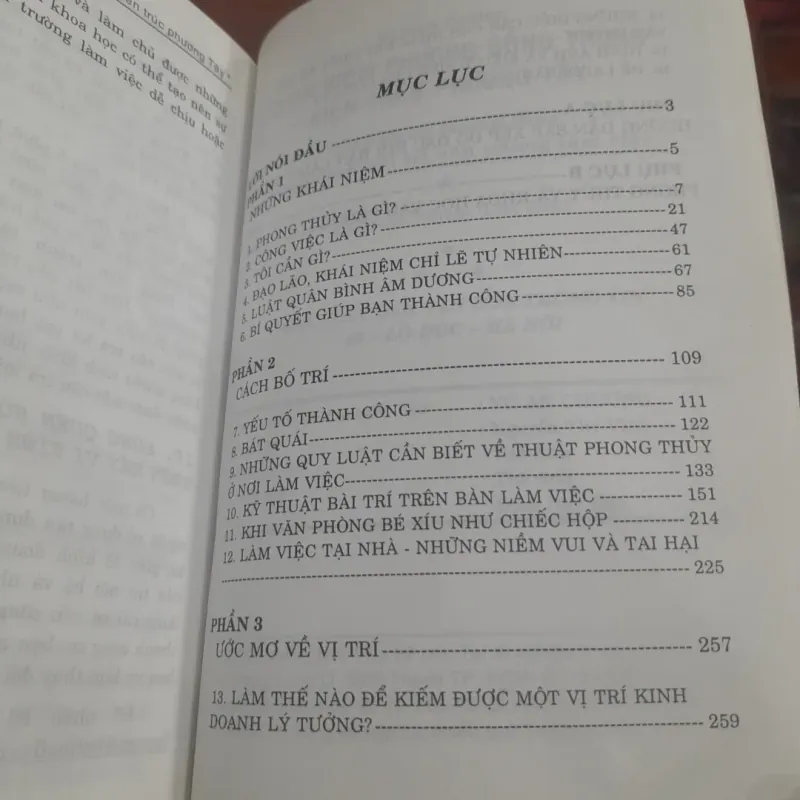 trúc phương Tây"
và làm chủ được những
khoa học có thể tạo nên sự
trường làm việc dễ chịu hoặc
MỤC LỤC
LỜI NÓI ĐẦU 3
PHẦN 1
NHỮNG KHÁI NIỆM 5
1. PHONG THỦY LÀ GÌ? 7
2. CÔNG VIỆC LÀ GÌ? 21
3. TÔI CẦN GÌ? 47
4. ĐẠO LÃO, KHÁI NIỆM CHỈ LẼ TỰ NHIÊN 61
5. LUẬT QUÂN BÌNH ÂM DƯƠNG 67
6. BÍ QUYẾT GIÚP BẠN THÀNH CÔNG 85
PHẦN 2
CÁCH BỐ TRÍ 109
7. YẾU TỐ THÀNH CÔNG 111
8. BÁT QUÁI 122
9. NHỮNG QUY LUẬT CẦN BIẾT VỀ THUẬT PHONG THỦY
Ở NƠI LÀM VIỆC 133
10. KỸ THUẬT BÀI TRÍ TRÊN BÀN LÀM VIỆC 151
11. KHI VĂN PHÒNG BÉ XÍU NHƯ CHIẾC HỘP 214
12. LÀM VIỆC TẠI NHÀ - NHỮNG NIỀM VUI VÀ TAI HẠI
225
PHẦN 3
ƯỚC MƠ VỀ VỊ TRÍ 257
13. LÀM THẾ NÀO ĐỂ KIẾM ĐƯỢC MỘT VỊ TRÍ KINH
DOANH LÝ TƯỞNG? 259